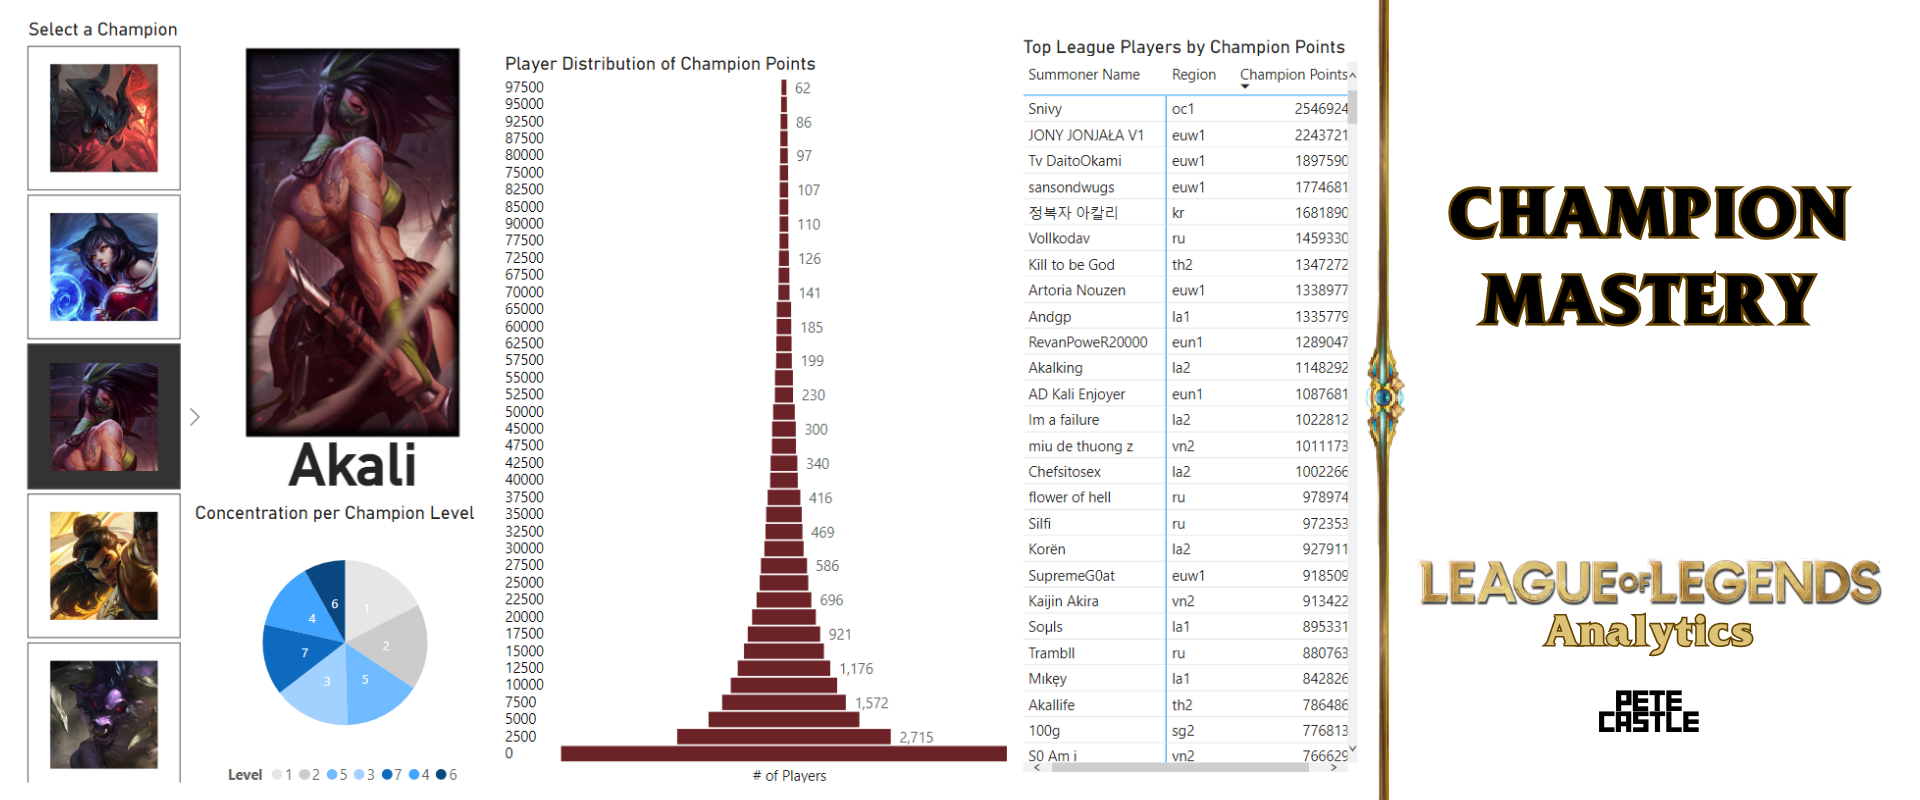 Select a Champion
Akali
Concentration per Champion Level
1
2
5
3
7
4
6
Level 1 2 5 3 7 4 6
Player Distribution of Champion Points
97500 62
95000
92500 86
87500
80000 97
75000
82500 107
85000
90000 110
77500
72500 126
67500
70000 141
65000
60000 185
62500
57500 199
55000
52500 230
50000
45000 300
47500
42500 340
40000
37500 416
35000
32500 469
30000
27500 586
25000
22500 696
20000
17500 921
15000
12500 1,176
10000
7500 1,572
5000
2500 2,715
0
# of Players
Top League Players by Champion Points
Summoner Name Region Champion Points
Snivy oc1 2546924
JONY JONJAŁA V1 euw1 2243721
Tv DaitoOkami euw1 1897590
sansondwugs euw1 1774681
정복자 아칼리 kr 1681890
Vollkodav ru 1459330
Kill to be God th2 1347272
Artoria Nouzen euw1 1338977
Andgp la1 1335779
RevanPoweR20000 eun1 1289047
Akalking la2 1148292
AD Kali Enjoyer eun1 1087681
Im a failure la2 1022812
miu de thuong z vn2 1011173
Chefsitosex la2 1002266
flower of hell ru 978974
Silfi ru 972353
Korën la2 927911
SupremeG0at euw1 918509
Kaijin Akira vn2 913422
Soµls la1 895331
Trambll ru 880763
Mıkęy la1 842826
Akallife th2 786486
100g sg2 776813
S0 Am i vn2 766629
CHAMPION
MASTERY
LEAGUE OF LEGENDS
Analytics
PETE
CASTLE